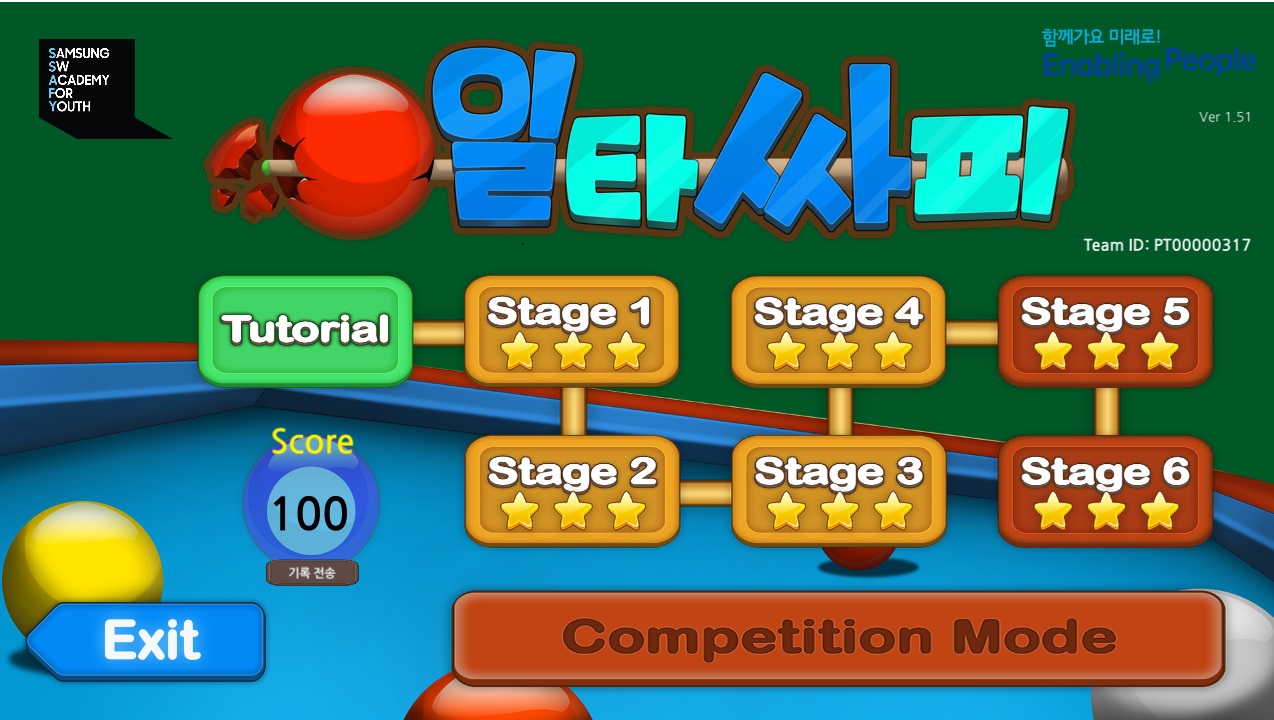 SAMSUNG
SW
ACADEMY
FOR
YOUTH
일타싸피
함께가요 미래로!
Enabling People
Ver 1.51
Team ID: PT00000317
Tutorial
Stage 1
Stage 4
Stage 5
Stage 2
Stage 3
Stage 6
Score
100
기록 전송
Exit
Competition Mode